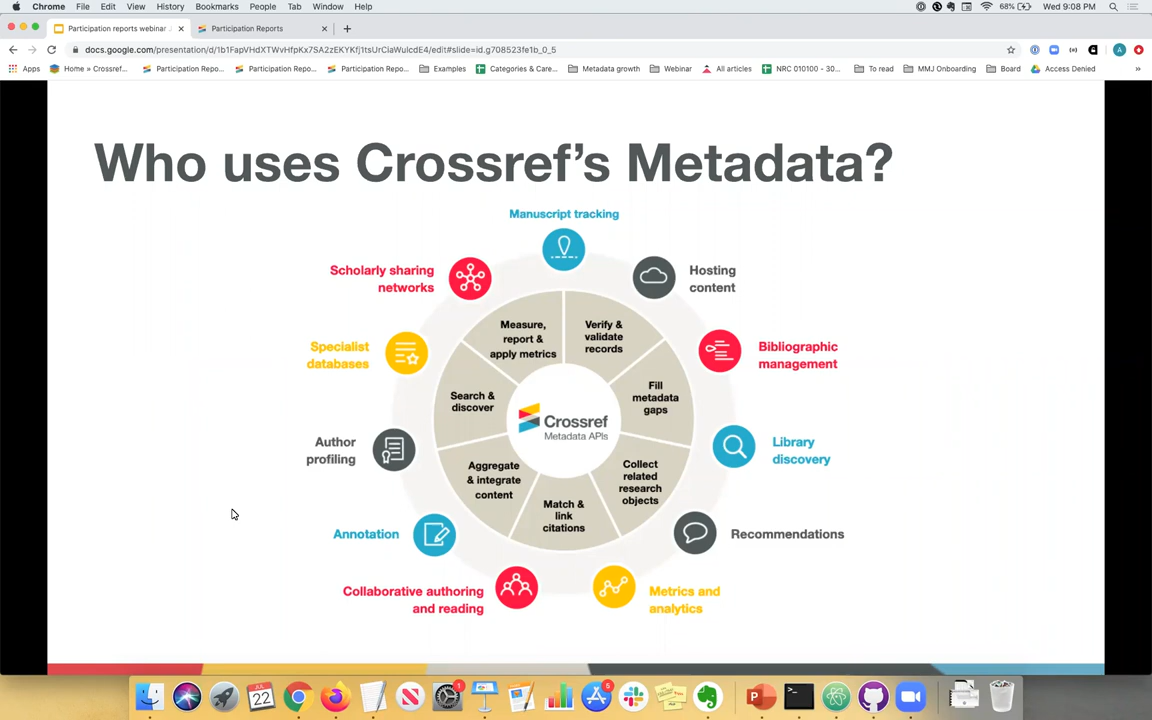 Chrome File Edit View History Bookmarks People Tab Window Help 68% Wed 9:08 PM
Participation reports webinar
Participation Reports
docs.google.com/presentation/d/1b1FapVHdXTWvHfpKx7SA2zEKYKfj1tsUrCiaWulcdE4/edit#slide=id.g708523fe1b_0_5
Apps Home » Crossref... Participation Repo... Participation Repo... Participation Repo... Examples Categories & Care... Metadata growth Webinar All articles NRC 010100 - 30... To read MMJ Onboarding Board Access Denied »
Who uses Crossref's Metadata?
Manuscript tracking
Scholarly sharing
networks
Hosting
content
Specialist
databases
Bibliographic
management
Author
profiling
Library
discovery
Annotation
Recommendations
Collaborative authoring
and reading
Metrics and
analytics
Measure,
report &
apply metrics
Verify &
validate
records
Search &
discover
Fill
metadata
gaps
Crossref
Metadata APIs
Aggregate
& integrate
content
Collect
related
research
objects
Match &
link
citations
JUL
22
1
5